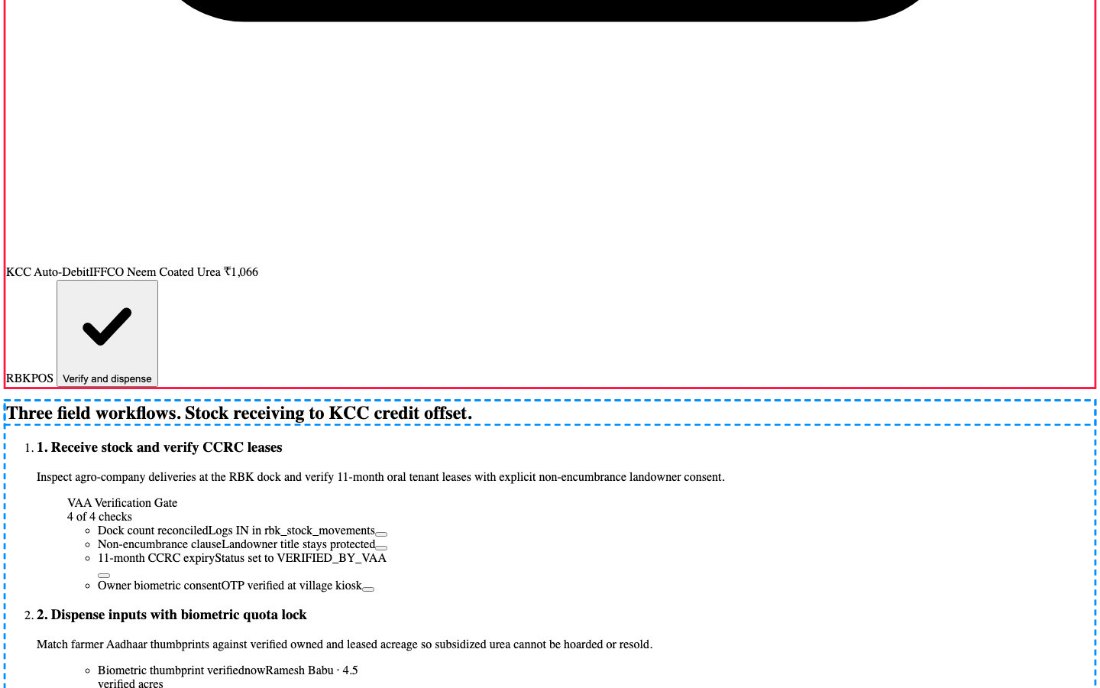 KCC Auto-DebitIFFCO Neem Coated Urea ₹1,066
RBKPOS Verify and dispense
Three field workflows. Stock receiving to KCC credit offset.
1. 1. Receive stock and verify CCRC leases
Inspect agro-company deliveries at the RBK dock and verify 11-month oral tenant leases with explicit non-encumbrance landowner consent.
VAA Verification Gate
4 of 4 checks
Dock count reconciledLogs IN in rbk_stock_movements
Non-encumbrance clauseLandowner title stays protected
11-month CCRC expiryStatus set to VERIFIED_BY_VAA
Owner biometric consentOTP verified at village kiosk
2. 2. Dispense inputs with biometric quota lock
Match farmer Aadhaar thumbprints against verified owned and leased acreage so subsidized urea cannot be hoarded or resold.
Biometric thumbprint verifiednowRamesh Babu · 4.5
verified acres